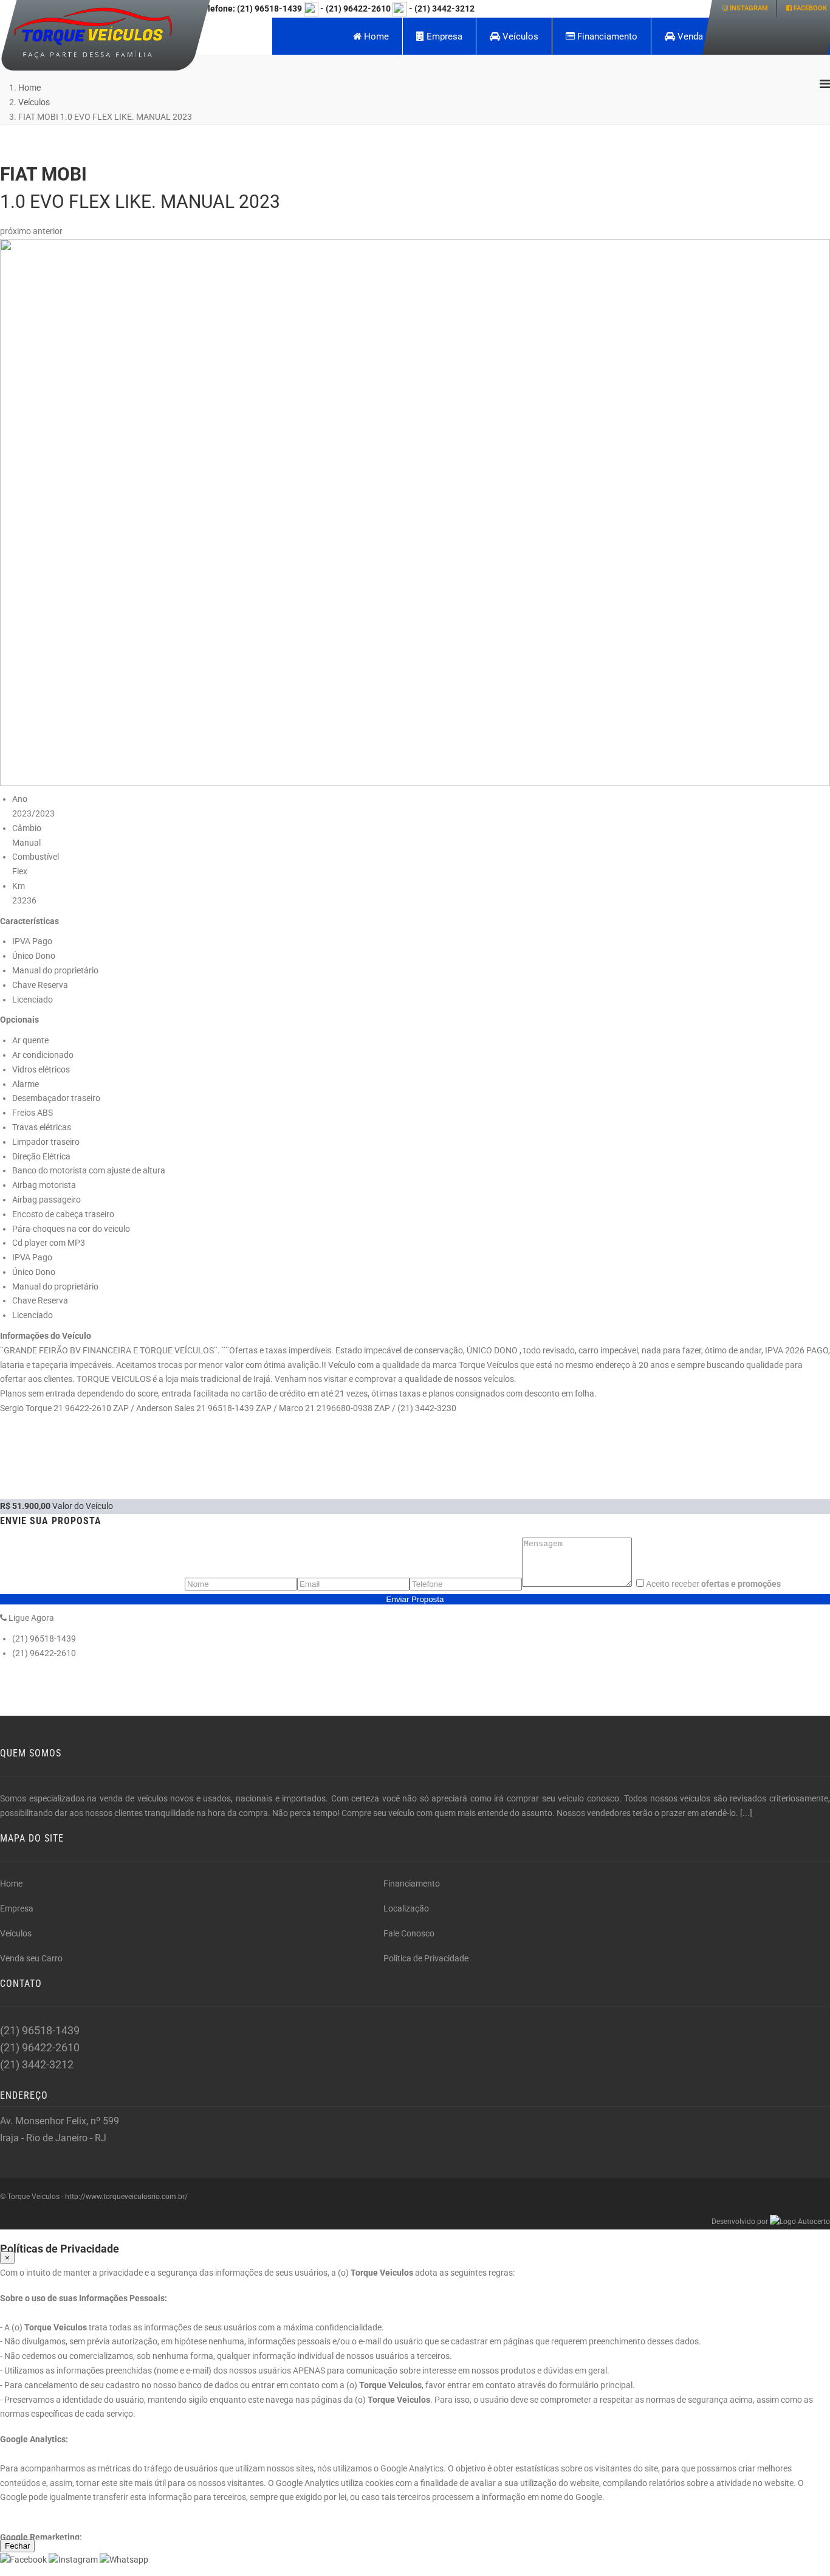 TORQUE VEÍCULOS
FAÇA PARTE DESSA FAMÍLIA
lefone: (21) 96518-1439 - (21) 96422-2610 - (21) 3442-3212
INSTAGRAM
FACEBOOK
Home
Empresa
Veículos
Financiamento
Venda
1. Home
2. Veículos
3. FIAT MOBI 1.0 EVO FLEX LIKE. MANUAL 2023
FIAT MOBI
1.0 EVO FLEX LIKE. MANUAL 2023
próximo anterior
Ano
2023/2023
Câmbio
Manual
Combustível
Flex
Km
23236
Características
IPVA Pago
Único Dono
Manual do proprietário
Chave Reserva
Licenciado
Opcionais
Ar quente
Ar condicionado
Vidros elétricos
Alarme
Desembaçador traseiro
Freios ABS
Travas elétricas
Limpador traseiro
Direção Elétrica
Banco do motorista com ajuste de altura
Airbag motorista
Airbag passageiro
Encosto de cabeça traseiro
Pára-choques na cor do veiculo
Cd player com MP3
IPVA Pago
Único Dono
Manual do proprietário
Chave Reserva
Licenciado
Informações do Veículo
¨GRANDE FEIRÃO BV FINANCEIRA E TORQUE VEÍCULOS¨. ¨¨Ofertas e taxas imperdíveis. Estado impecável de conservação, ÚNICO DONO , todo revisado, carro impecável, nada para fazer, ótimo de andar, IPVA 2026 PAGO,
lataria e tapeçaria impecáveis. Aceitamos trocas por menor valor com ótima avalição.!! Veículo com a qualidade da marca Torque Veículos que está no mesmo endereço à 20 anos e sempre buscando qualidade para
ofertar aos clientes. TORQUE VEICULOS é a loja mais tradicional de Irajá. Venham nos visitar e comprovar a qualidade de nossos veículos.
Planos sem entrada dependendo do score, entrada facilitada no cartão de crédito em até 21 vezes, ótimas taxas e planos consignados com desconto em folha.
Sergio Torque 21 96422-2610 ZAP / Anderson Sales 21 96518-1439 ZAP / Marco 21 2196680-0938 ZAP / (21) 3442-3230
R$ 51.900,00 Valor do Veículo
ENVIE SUA PROPOSTA
Nome
Email
Telefone
Mensagem
Aceito receber ofertas e promoções
Enviar Proposta
Ligue Agora
(21) 96518-1439
(21) 96422-2610
QUEM SOMOS
Somos especializados na venda de veículos novos e usados, nacionais e importados. Com certeza você não só apreciará como irá comprar seu veículo conosco. Todos nossos veículos são revisados criteriosamente,
possibilitando dar aos nossos clientes tranquilidade na hora da compra. Não perca tempo! Compre seu veículo com quem mais entende do assunto. Nossos vendedores terão o prazer em atendê-lo. [...]
MAPA DO SITE
Home
Financiamento
Empresa
Localização
Veículos
Fale Conosco
Venda seu Carro
Politica de Privacidade
CONTATO
(21) 96518-1439
(21) 96422-2610
(21) 3442-3212
ENDEREÇO
Av. Monsenhor Felix, nº 599
Iraja - Rio de Janeiro - RJ
© Torque Veiculos - http://www.torqueveiculosrio.com.br/
Desenvolvido por Logo Autocerto
Políticas de Privacidade
×
Com o intuito de manter a privacidade e a segurança das informações de seus usuários, a (o) Torque Veiculos adota as seguintes regras:
Sobre o uso de suas Informações Pessoais:
- A (o) Torque Veiculos trata todas as informações de seus usuários com a máxima confidencialidade.
- Não divulgamos, sem prévia autorização, em hipótese nenhuma, informações pessoais e/ou o e-mail do usuário que se cadastrar em páginas que requerem preenchimento desses dados.
- Não cedemos ou comercializamos, sob nenhuma forma, qualquer informação individual de nossos usuários a terceiros.
- Utilizamos as informações preenchidas (nome e e-mail) dos nossos usuários APENAS para comunicação sobre interesse em nossos produtos e dúvidas em geral.
- Para cancelamento de seu cadastro no nosso banco de dados ou entrar em contato com a (o) Torque Veiculos, favor entrar em contato através do formulário principal.
- Preservamos a identidade do usuário, mantendo sigilo enquanto este navega nas páginas da (o) Torque Veiculos. Para isso, o usuário deve se comprometer a respeitar as normas de segurança acima, assim como as
normas específicas de cada serviço.
Google Analytics:
Para acompanharmos as métricas do tráfego de usuários que utilizam nossos sites, nós utilizamos o Google Analytics. O objetivo é obter estatísticas sobre os visitantes do site, para que possamos criar melhores
conteúdos e, assim, tornar este site mais útil para os nossos visitantes. O Google Analytics utiliza cookies com a finalidade de avaliar a sua utilização do website, compilando relatórios sobre a atividade no website. O
Google pode igualmente transferir esta informação para terceiros, sempre que exigido por lei, ou caso tais terceiros processem a informação em nome do Google.
Google Remarketing:
Fechar
Facebook Instagram Whatsapp